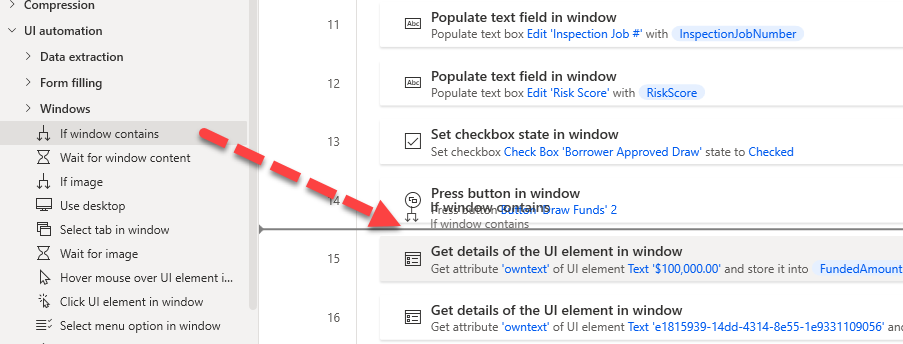 Compression
UI automation
Data extraction
Form filling
Windows
If window contains
Wait for window content
If image
Use desktop
Select tab in window
Wait for image
Hover mouse over UI element i...
Click UI element in window
Select menu option in window
11
Populate text field in window
Populate text box Edit 'Inspection Job #' with InspectionJobNumber
12
Populate text field in window
Populate text box Edit 'Risk Score' with RiskScore
13
Set checkbox state in window
Set checkbox Check Box 'Borrower Approved Draw' state to Checked
14
Press button in window
If window contains
Press button Button 'Draw Funds' 2
If window contains
15
Get details of the UI element in window
Get attribute 'owntext' of UI element Text '$100,000.00' and store it into FundedAmount
16
Get details of the UI element in window
Get attribute 'owntext' of UI element Text 'e1815939-14dd-4314-8e55-1e9331109056' and